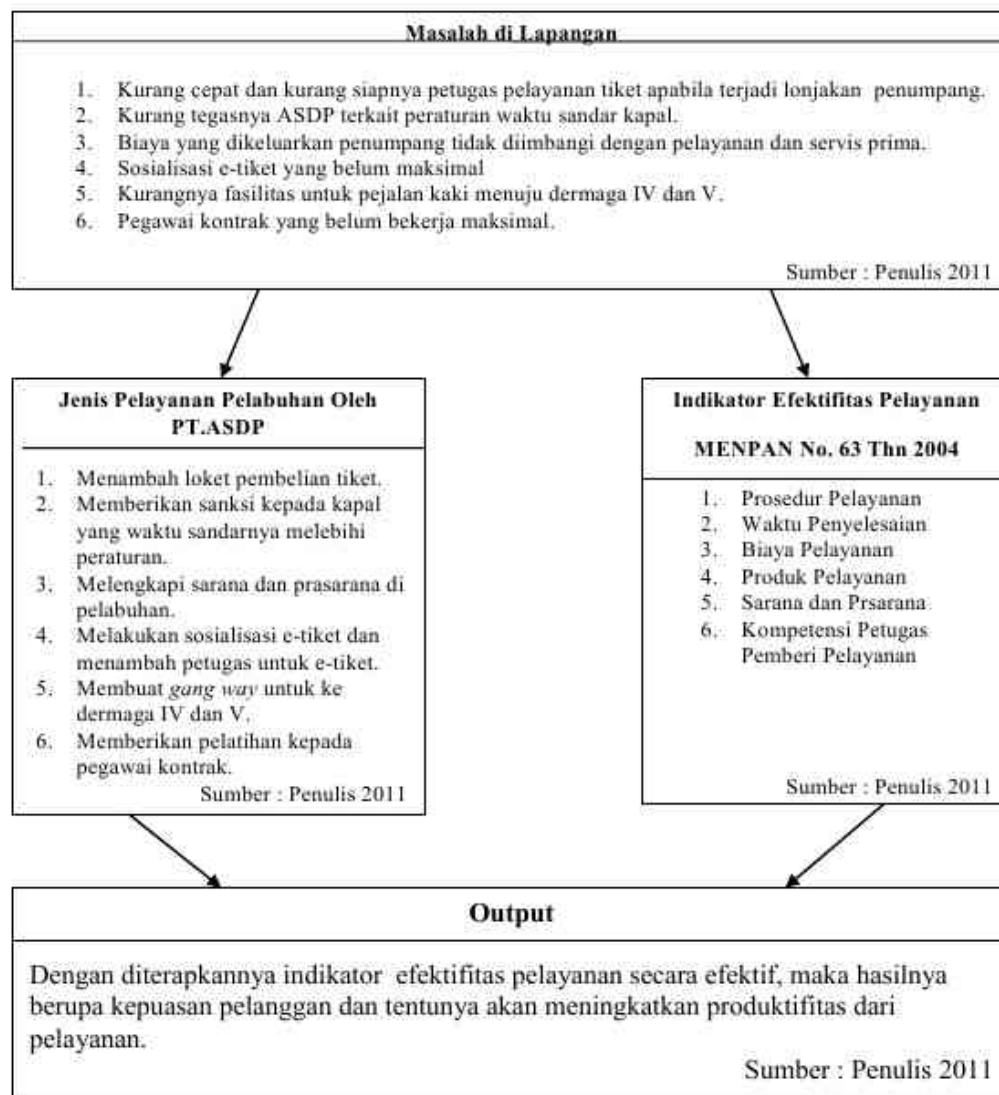 Masalah di Lapangan
1. Kurang cepat dan kurang siapnya petugas pelayanan tiket apabila terjadi lonjakan penumpang.
2. Kurang tegasnya ASDP terkait peraturan waktu sandar kapal.
3. Biaya yang dikeluarkan penumpang tidak diimbangi dengan pelayanan dan servis prima.
4. Sosialisasi e-tiket yang belum maksimal
5. Kurangnya fasilitas untuk pejalan kaki menuju dermaga IV dan V.
6. Pegawai kontrak yang belum bekerja maksimal.
Sumber : Penulis 2011
Jenis Pelayanan Pelabuhan Oleh
PT.ASDP
1. Menambah loket pembelian tiket.
2. Memberikan sanksi kepada kapal
yang waktu sandarnya melebihi
peraturan.
3. Melengkapi sarana dan prasarana di
pelabuhan.
4. Melakukan sosialisasi e-tiket dan
menambah petugas untuk e-tiket.
5. Membuat gang way untuk ke
dermaga IV dan V.
6. Memberikan pelatihan kepada
pegawai kontrak.
Sumber : Penulis 2011
Indikator Efektifitas Pelayanan
MENPAN No. 63 Thn 2004
1. Prosedur Pelayanan
2. Waktu Penyelesaian
3. Biaya Pelayanan
4. Produk Pelayanan
5. Sarana dan Prsarana
6. Kompetensi Petugas
Pemberi Pelayanan
Sumber : Penulis 2011
Output
Dengan diterapkannya indikator efektifitas pelayanan secara efektif, maka hasilnya
berupa kepuasan pelanggan dan tentunya akan meningkatkan produktifitas dari
pelayanan.
Sumber : Penulis 2011